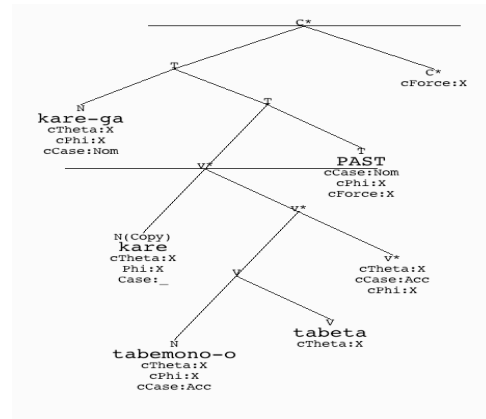 C*
T
C*
cForce:X
N
kare-ga
cTheta:X
cPhi:X
cCase:Nom
T
T
PAST
cCase:Nom
cPhi:X
cForce:X
v*
N(Copy)
kare
cTheta:X
Phi:X
Case:_
v*
v*
cTheta:X
cCase:Acc
cPhi:X
V
V
tabeta
cTheta:X
N
tabemono-o
cTheta:X
cPhi:X
cCase:Acc